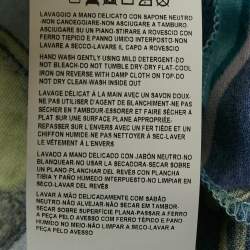 LAVAGGIO A MANO DELICATO CON SAPONE NEUTRO
-NON CANDEGGIARE-NON ASCIUGARE A TAMBURO.
ASCIUGARE SU UN PIANO-STIRARE A ROVESCIO CON
FERRO TIEPIDO E PANNO UMIDO INTERPOSTO-NON
LAVARE A SECCO-LAVARE IL CAPO A ROVESCIO
HAND WASH GENTLY USING MILD DETERGENT-DO
NOT BLEACH-DO NOT TUMBLE DRY-DRY FLAT-COOL
IRON ON REVERSE WITH DAMP CLOTH ON TOP-DO
NOT DRY CLEAN-WASH INSIDE OUT
LAVAGE DÉLICAT À LA MAIN AVEC UN SAVON DOUX-
NE PAS UTILISER D'AGENT DE BLANCHIMENT-NE PAS
SÉCHER EN TAMBOUR ESSORER ET FAIRE SÉCHER À
PLAT SUR UNE SURFACE PLANE APPROPRIÉE-
REPASSER SUR L'ENVERS AVEC UN FER TIÈDE ET UN
CHIFFON HUMIDE NE PAS NETTOYER À SEC-LAVER
LE VÊTEMENT À L'ENVERS
LAVADO A MANO DELICADO CON JABÓN NEUTRO-NO
BLANQUEAR-NO USAR LA SECADORA SECAR SOBRE
UN PLANO-PLANCHAR DEL REVÉS CON PLANCHA
TIBIA Y PAÑO HÚMEDO INTERPUESTO-NO LIMPIAR EN
SECO-LAVAR DEL REVÉS
LAVAR À MÃO DELICADAMENTE COM SABÃO
NEUTRO-NÃO ALVEJAR-NÃO SECAR EM TAMBOR-
SECAR SOBRE SUPERFÍCIE PLANA-PASSAR A FERRO A
PEÇA PELO AVESSO COM FERRO TÉPIDO E PANO
HÚMIDO INTERPOSTO-NÃO LIMPAR A SECO-LAVAR A
PEÇA PELO AVESSO